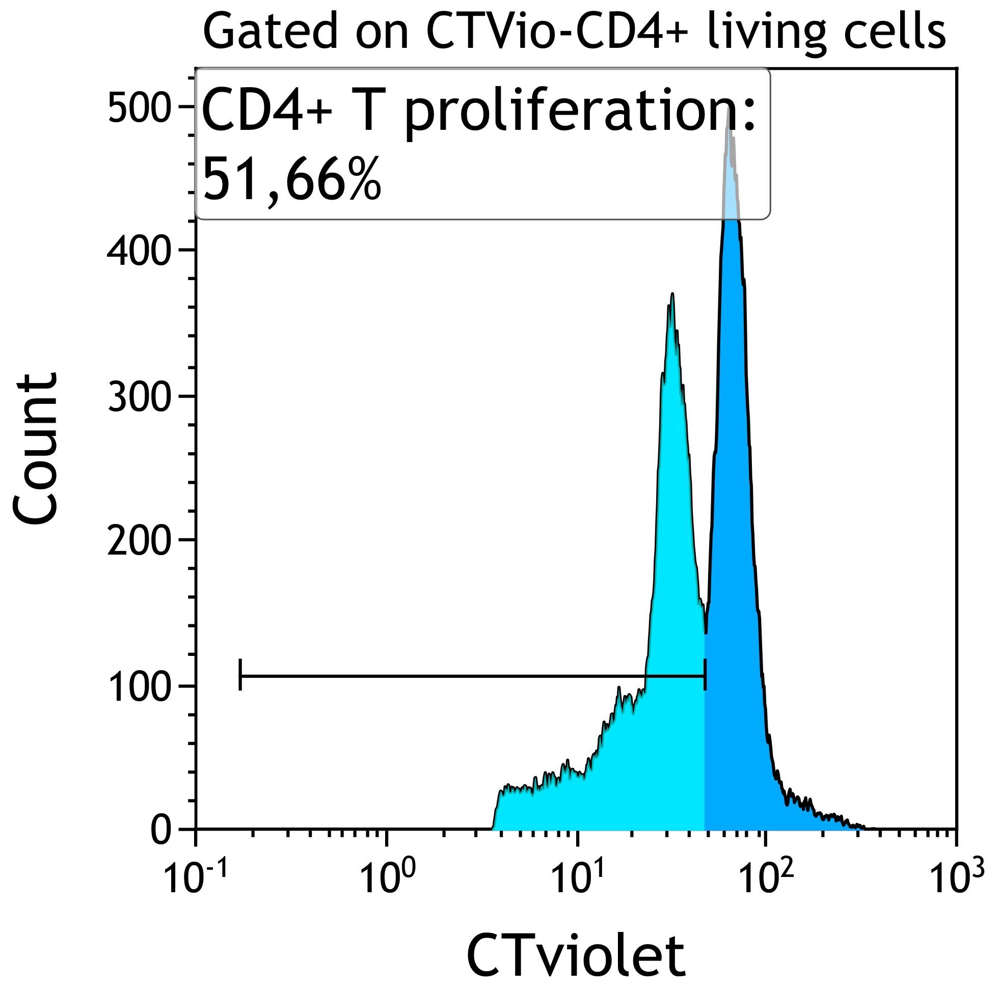 Gated on CTVio-CD4+ living cells
CD4+ T proliferation:
51,66%
500
400
300
200
100
0
Count
10⁻¹ 10⁰ 10¹ 10² 10³
CTviolet